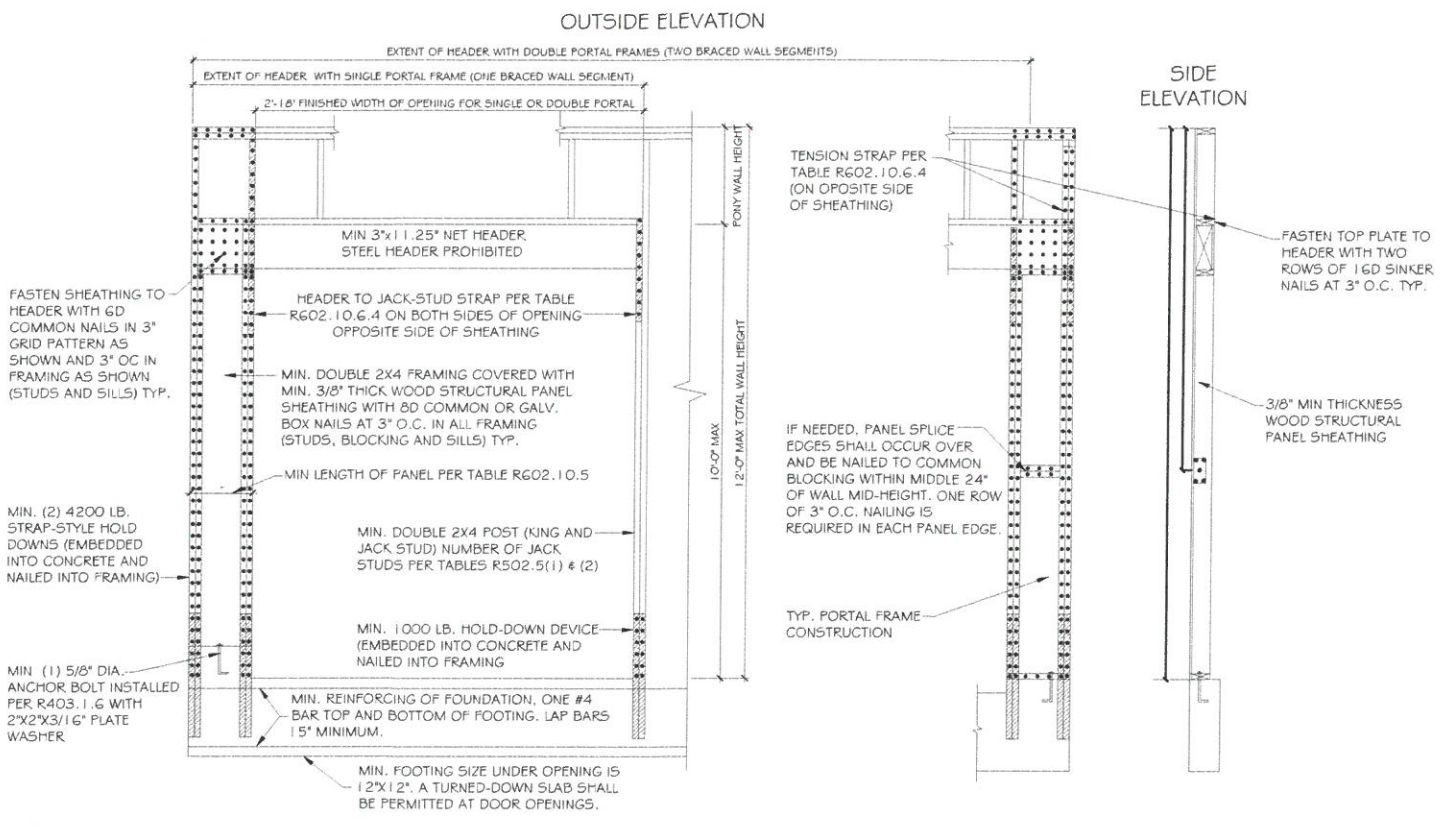 OUTSIDE ELEVATION
EXTENT OF HEADER WITH DOUBLE PORTAL FRAMES (TWO BRACED WALL SEGMENTS)
EXTENT OF HEADER WITH SINGLE PORTAL FRAME (ONE BRACED WALL SEGMENT)
2'-18' FINISHED WIDTH OF OPENING FOR SINGLE OR DOUBLE PORTAL
SIDE
ELEVATION
PONY WALL HEIGHT
10'-0" MAX
12'-0" MAX TOTAL WALL HEIGHT
MIN 3"x11.25" NET HEADER
STEEL HEADER PROHIBITED
FASTEN SHEATHING TO
HEADER WITH 6D
COMMON NAILS IN 3"
GRID PATTERN AS
SHOWN AND 3" OC IN
FRAMING AS SHOWN
(STUDS AND SILLS) TYP.
HEADER TO JACK-STUD STRAP PER TABLE
R602.10.6.4 ON BOTH SIDES OF OPENING
OPPOSITE SIDE OF SHEATHING
MIN. DOUBLE 2X4 FRAMING COVERED WITH
MIN. 3/8" THICK WOOD STRUCTURAL PANEL
SHEATHING WITH 8D COMMON OR GALV.
BOX NAILS AT 3" O.C. IN ALL FRAMING
(STUDS, BLOCKING AND SILLS) TYP.
MIN LENGTH OF PANEL PER TABLE R602.10.5
MIN. (2) 4200 LB.
STRAP-STYLE HOLD
DOWNS (EMBEDDED
INTO CONCRETE AND
NAILED INTO FRAMING)
MIN. DOUBLE 2X4 POST (KING AND
JACK STUD) NUMBER OF JACK
STUDS PER TABLES R502.5(1) & (2)
MIN. 1000 LB. HOLD-DOWN DEVICE
(EMBEDDED INTO CONCRETE AND
NAILED INTO FRAMING
MIN (1) 5/8" DIA.
ANCHOR BOLT INSTALLED
PER R403.1.6 WITH
2"X2"X3/16" PLATE
WASHER
MIN. REINFORCING OF FOUNDATION, ONE #4
BAR TOP AND BOTTOM OF FOOTING. LAP BARS
15" MINIMUM.
MIN. FOOTING SIZE UNDER OPENING IS
12"X12". A TURNED-DOWN SLAB SHALL
BE PERMITTED AT DOOR OPENINGS.
TENSION STRAP PER
TABLE R602.10.6.4
(ON OPOSITE SIDE
OF SHEATHING)
IF NEEDED, PANEL SPLICE
EDGES SHALL OCCUR OVER
AND BE NAILED TO COMMON
BLOCKING WITHIN MIDDLE 24"
OF WALL MID-HEIGHT. ONE ROW
OF 3" O.C. NAILING IS
REQUIRED IN EACH PANEL EDGE.
TYP. PORTAL FRAME
CONSTRUCTION
FASTEN TOP PLATE TO
HEADER WITH TWO
ROWS OF 16D SINKER
NAILS AT 3" O.C. TYP.
3/8" MIN THICKNESS
WOOD STRUCTURAL
PANEL SHEATHING